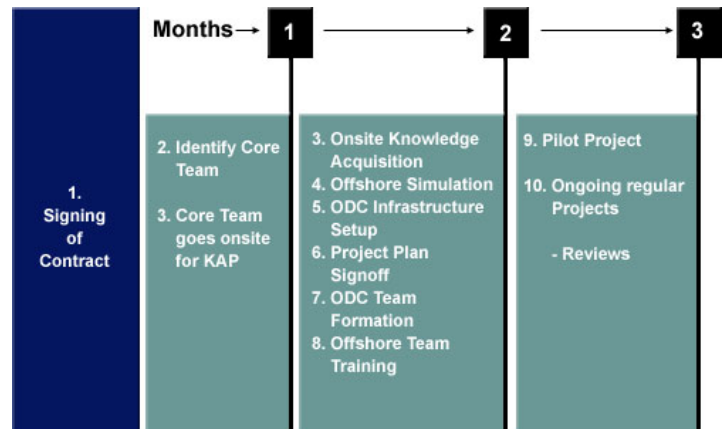 Months
1
2
3
1.
Signing
of
Contract
2. Identify Core
Team
3. Core Team
goes onsite
for KAP
3. Onsite Knowledge
Acquisition
4. Offshore Simulation
5. ODC Infrastructure
Setup
6. Project Plan
Signoff
7. ODC Team
Formation
8. Offshore Team
Training
9. Pilot Project
10. Ongoing regular
Projects
- Reviews